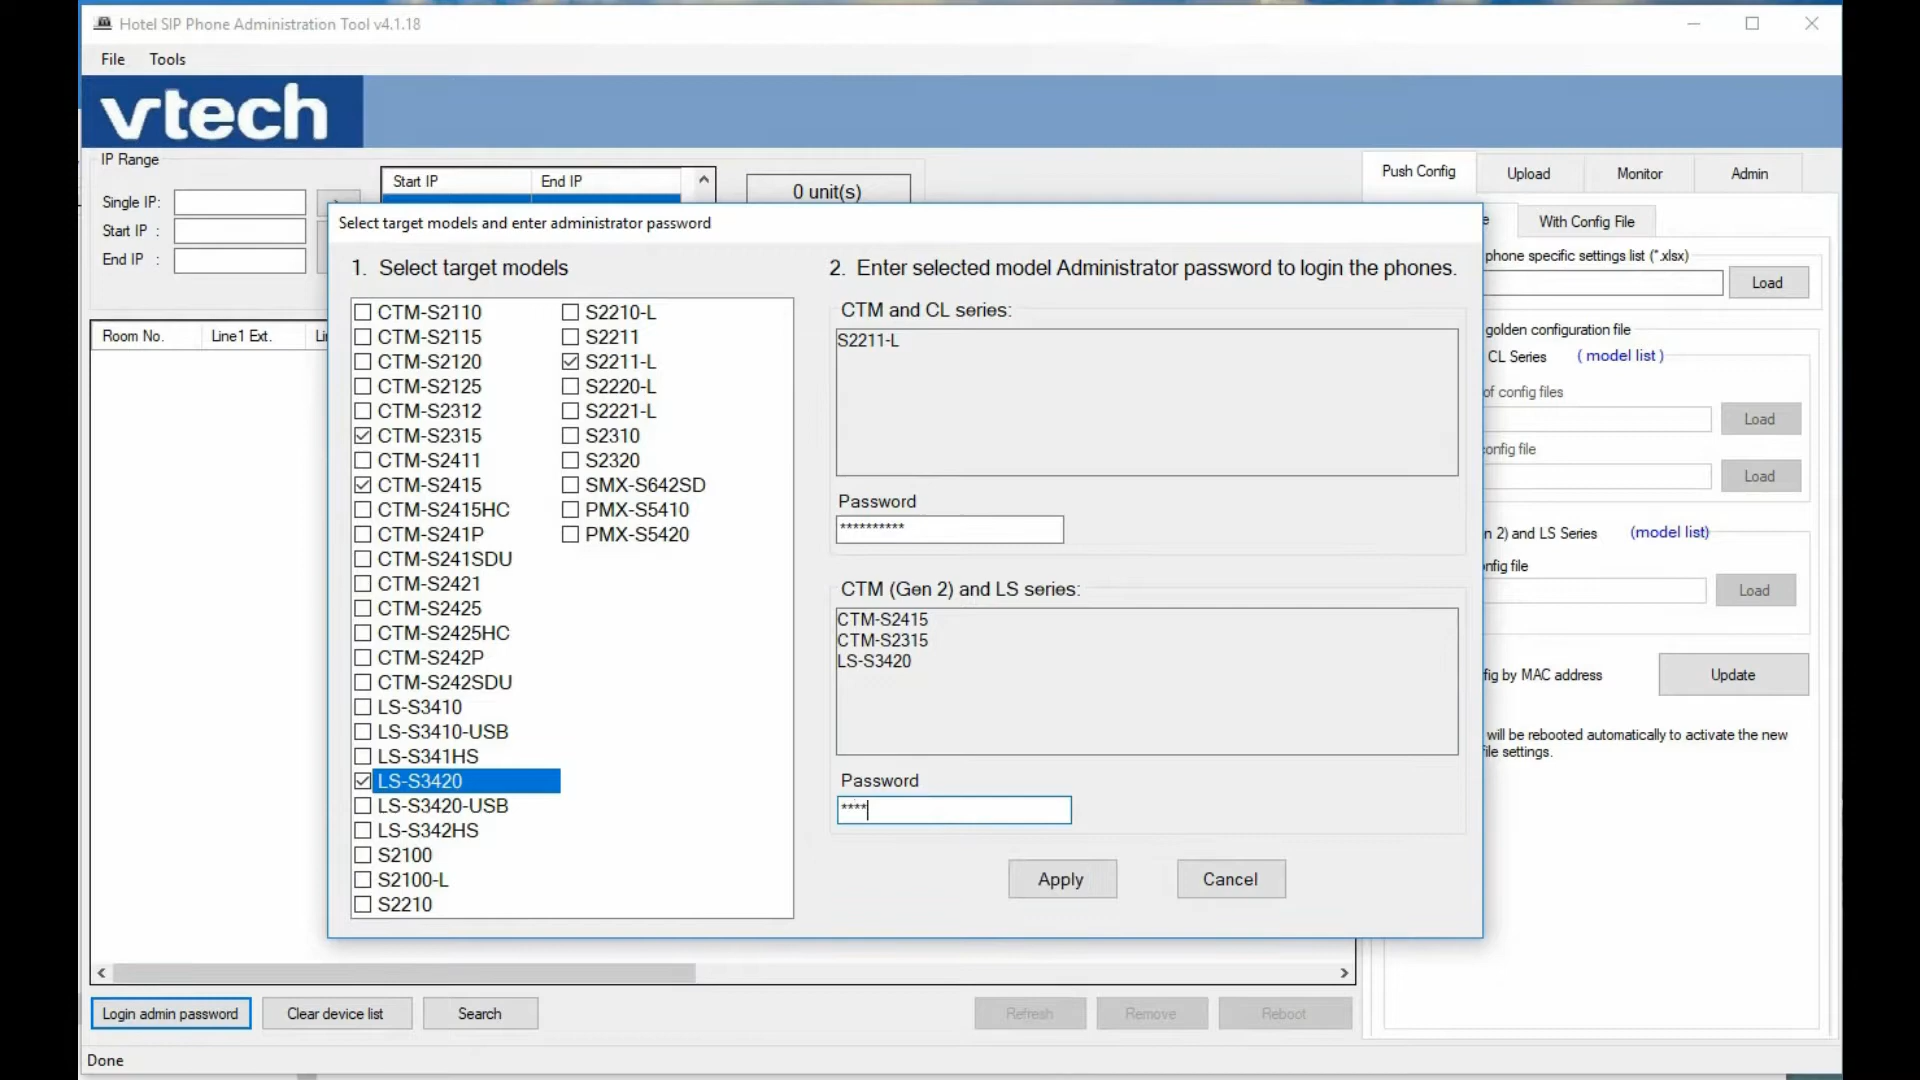 Hotel SIP Phone Administration Tool v4.1.18
File Tools
vtech
IP Range
Single IP:
Start IP :
End IP :
Start IP End IP
0 unit(s)
Push Config Upload Monitor Admin
With Config File
phone specific settings list (*.xlsx)
Load
golden configuration file
CL Series ( model list )
of config files
Load
config file
Load
n 2) and LS Series (model list)
nfig file
Load
fig by MAC address
Update
will be rebooted automatically to activate the new
file settings.
Room No. Line1 Ext. Li
Select target models and enter administrator password
1. Select target models
CTM-S2110
CTM-S2115
CTM-S2120
CTM-S2125
CTM-S2312
CTM-S2315
CTM-S2411
CTM-S2415
CTM-S2415HC
CTM-S241P
CTM-S241SDU
CTM-S2421
CTM-S2425
CTM-S2425HC
CTM-S242P
CTM-S242SDU
LS-S3410
LS-S3410-USB
LS-S341HS
LS-S3420
LS-S3420-USB
LS-S342HS
S2100
S2100-L
S2210
S2210-L
S2211
S2211-L
S2220-L
S2221-L
S2310
S2320
SMX-S642SD
PMX-S5410
PMX-S5420
2. Enter selected model Administrator password to login the phones.
CTM and CL series:
S2211-L
Password
**********
CTM (Gen 2) and LS series:
CTM-S2415
CTM-S2315
LS-S3420
Password
****
Apply Cancel
Login admin password Clear device list Search Refresh Remove Reboot
Done